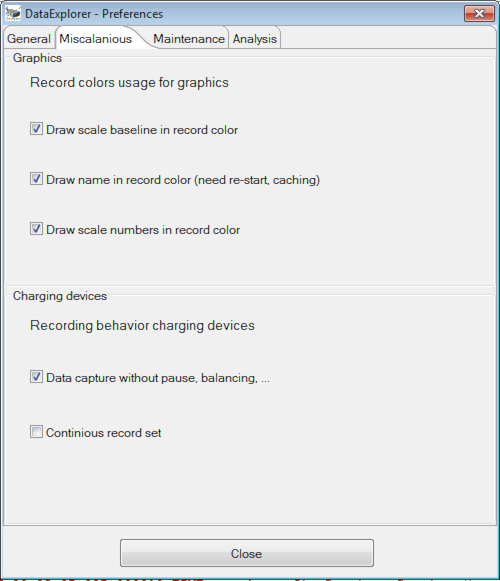 DataExplorer - Preferences
General Miscalanious Maintenance Analysis
Graphics
Record colors usage for graphics
Draw scale baseline in record color
Draw name in record color (need re-start, caching)
Draw scale numbers in record color
Charging devices
Recording behavior charging devices
Data capture without pause, balancing, ...
Continious record set
Close